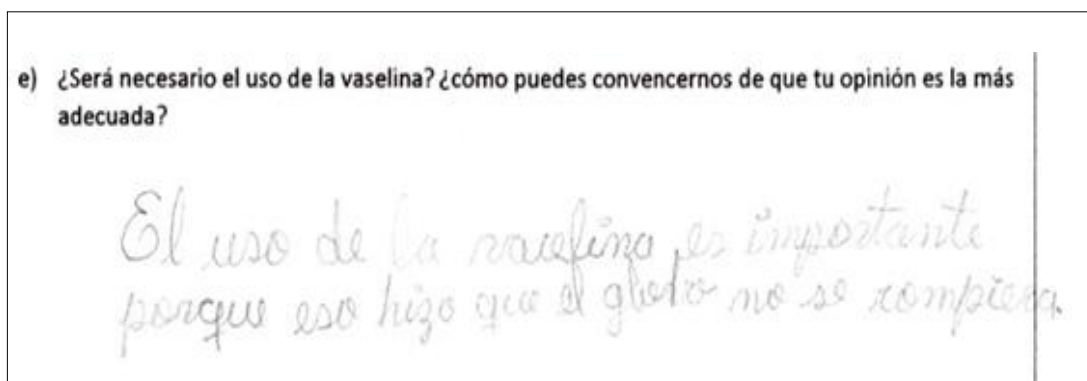 e) ¿Será necesario el uso de la vaselina? ¿cómo puedes convencernos de que tu opinión es la más
adecuada?
El uso de la vacelina es importante
porque eso hizo que el globo no se rompiera.